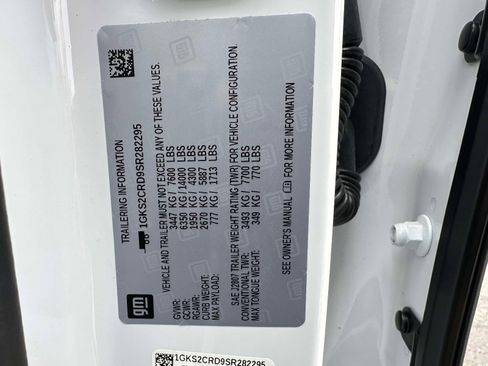 TRAILERING INFORMATION
1GKS2CRD9SR282295
VEHICLE AND TRAILER MUST NOT EXCEED ANY OF THESE VALUES.
GVWR: 3447 KG / 7600 LBS
GCWR: 6350 KG / 14000 LBS
RGAWR: 1950 KG / 4300 LBS
CURB WEIGHT: 2670 KG / 5887 LBS
MAX PAYLOAD: 777 KG / 1713 LBS
SAE J2807 TRAILER WEIGHT RATING (TWR) FOR VEHICLE CONFIGURATION.
CONVENTIONAL TWR: 3493 KG / 7700 LBS
MAX TONGUE WEIGHT: 349 KG / 770 LBS
SEE OWNER'S MANUAL FOR MORE INFORMATION
gm
1GKS2CRD9SR282295